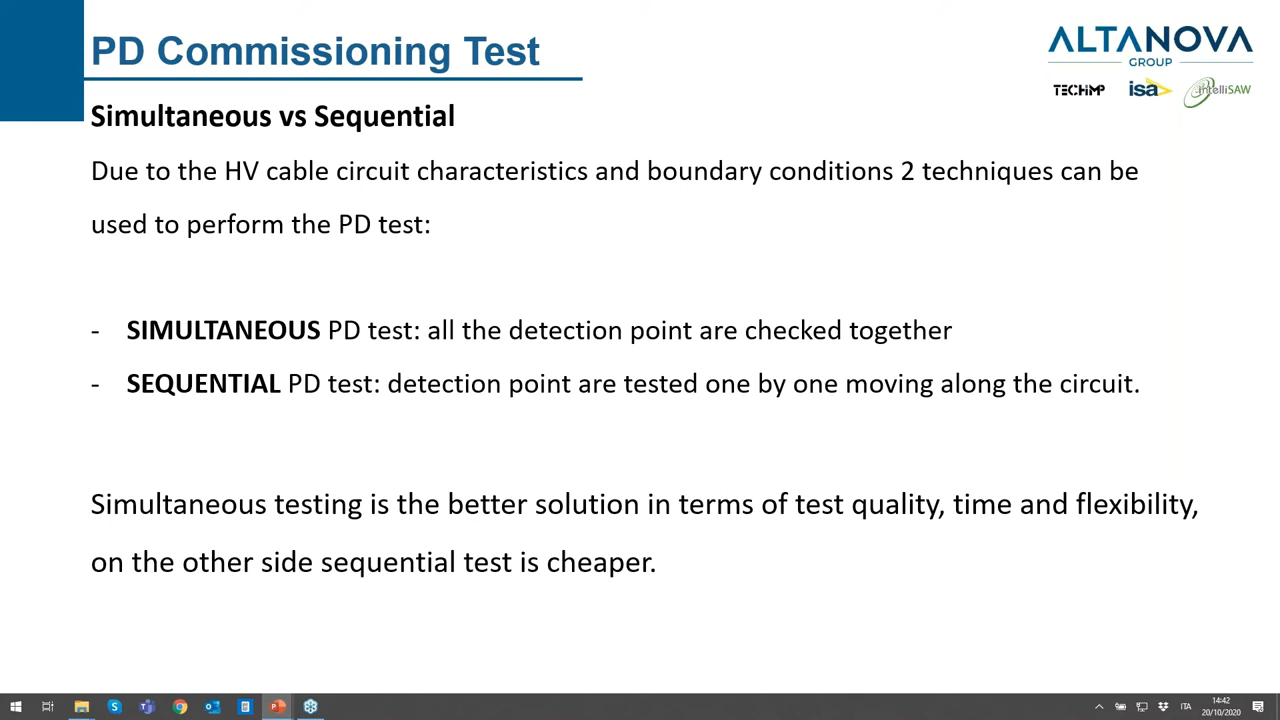 PD Commissioning Test
ALTANOVA
GROUP
TECHIMP
isa
intelliSAW
Simultaneous vs Sequential
Due to the HV cable circuit characteristics and boundary conditions 2 techniques can be
used to perform the PD test:
- SIMULTANEOUS PD test: all the detection point are checked together
- SEQUENTIAL PD test: detection point are tested one by one moving along the circuit.
Simultaneous testing is the better solution in terms of test quality, time and flexibility,
on the other side sequential test is cheaper.
ITA
14:42
20/10/2020